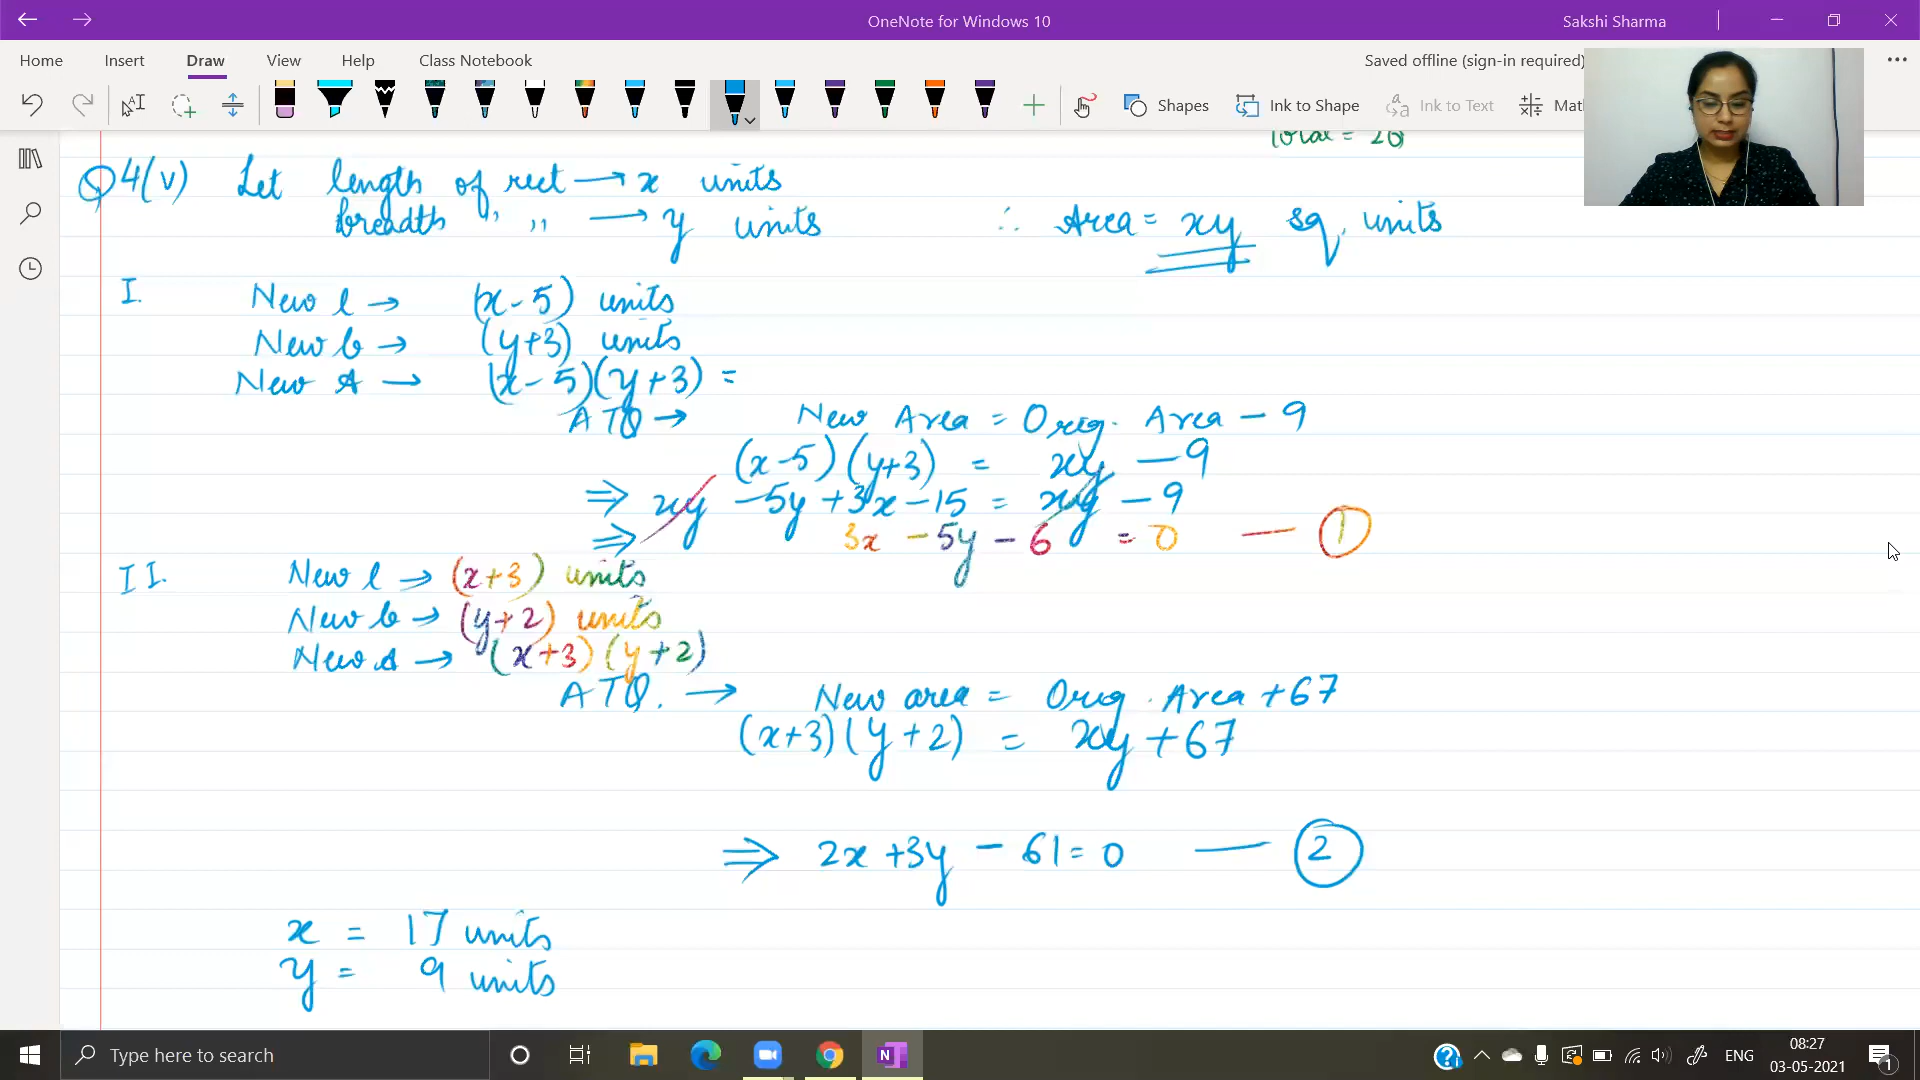 OneNote for Windows 10
Sakshi Sharma
Home Insert Draw View Help Class Notebook
Saved offline (sign-in required)
Shapes Ink to Shape Ink to Text Mat
Total = 26
Q4(v) Let length of rect → x units
breadth " " → y units ∴ Area = xy sq. units
I. New l → (x-5) units
New b → (y+3) units
New A → (x-5)(y+3) =
ATQ → New Area = Orig. Area - 9
(x-5)(y+3) = xy - 9
⇒ xy - 5y + 3x - 15 = xy - 9
⇒ 3x - 5y - 6 = 0 — ①
II. New l → (x+3) units
New b → (y+2) units
New A → (x+3)(y+2)
ATQ. → New area = Orig. Area + 67
(x+3)(y+2) = xy + 67
⇒ 2x + 3y - 61 = 0 — ②
x = 17 units
y = 9 units
Type here to search
ENG
08:27
03-05-2021
1